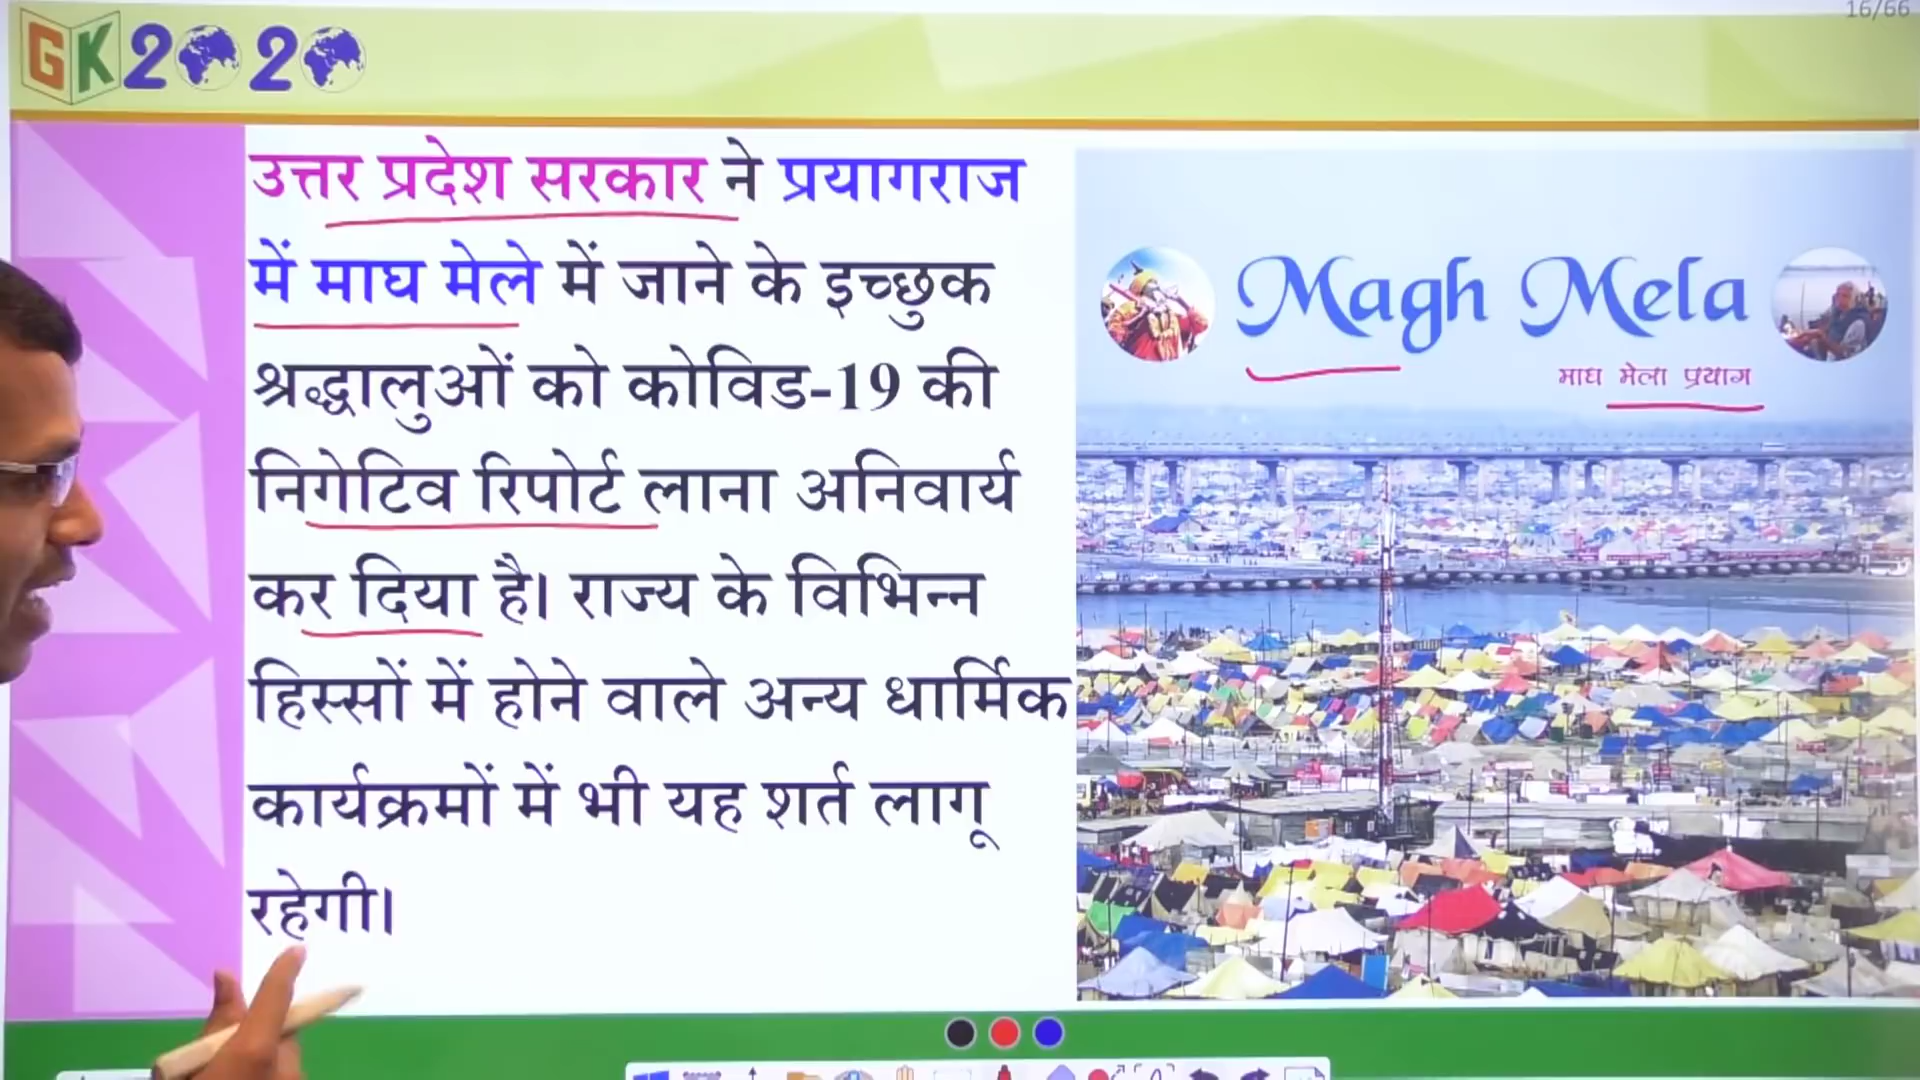 16/66
GK2020
उत्तर प्रदेश सरकार ने प्रयागराज
में माघ मेले में जाने के इच्छुक
श्रद्धालुओं को कोविड-19 की
निगेटिव रिपोर्ट लाना अनिवार्य
कर दिया है। राज्य के विभिन्न
हिस्सों में होने वाले अन्य धार्मिक
कार्यक्रमों में भी यह शर्त लागू
रहेगी।
Magh Mela
माघ मेला प्रयाग